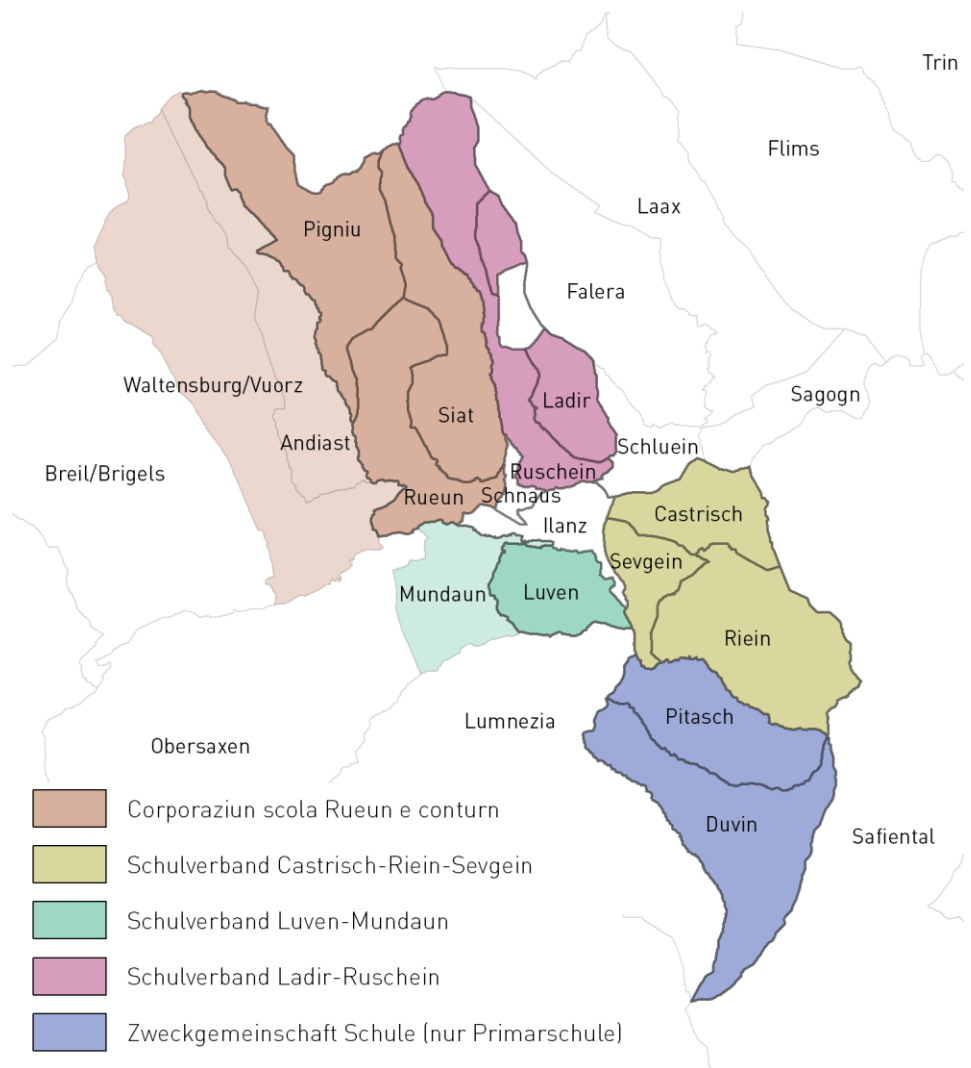 Trin
Flims
Laax
Pigniu
Falera
Waltensburg/Vuorz
Sagogn
Ladir
Siat
Andiast
Schluein
Breil/Brigels
Ruschein
Rueun
Schnaus
Castrisch
Ilanz
Sevgein
Mundaun
Luven
Riein
Pitasch
Lumnezia
Obersaxen
Duvin
Safiental
Corporaziun scola Rueun e conturn
Schulverband Castrisch-Riein-Sevgein
Schulverband Luven-Mundaun
Schulverband Ladir-Ruschein
Zweckgemeinschaft Schule (nur Primarschule)